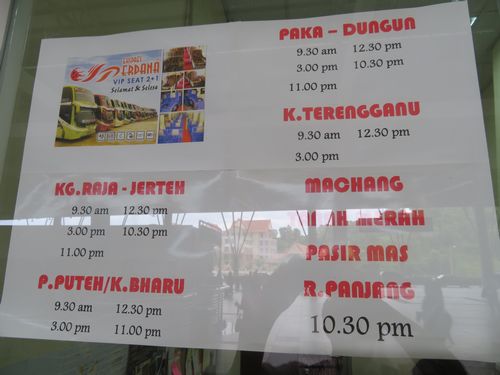 EKSPRES
PERDANA
VIP SEAT 2+1
Selamat & Selesa
PAKA - DUNGUN
9.30 am 12.30 pm
3.00 pm 10.30 pm
11.00 pm
K.TERENGGANU
9.30 am 12.30 pm
3.00 pm
KG.RAJA - JERTEH
9.30 am 12.30 pm
3.00 pm 10.30 pm
11.00 pm
P.PUTEH/K.BHARU
9.30 am 12.30 pm
3.00 pm 11.00 pm
MACHANG
MERAH
PASIR MAS
R.PANJANG
10.30 pm